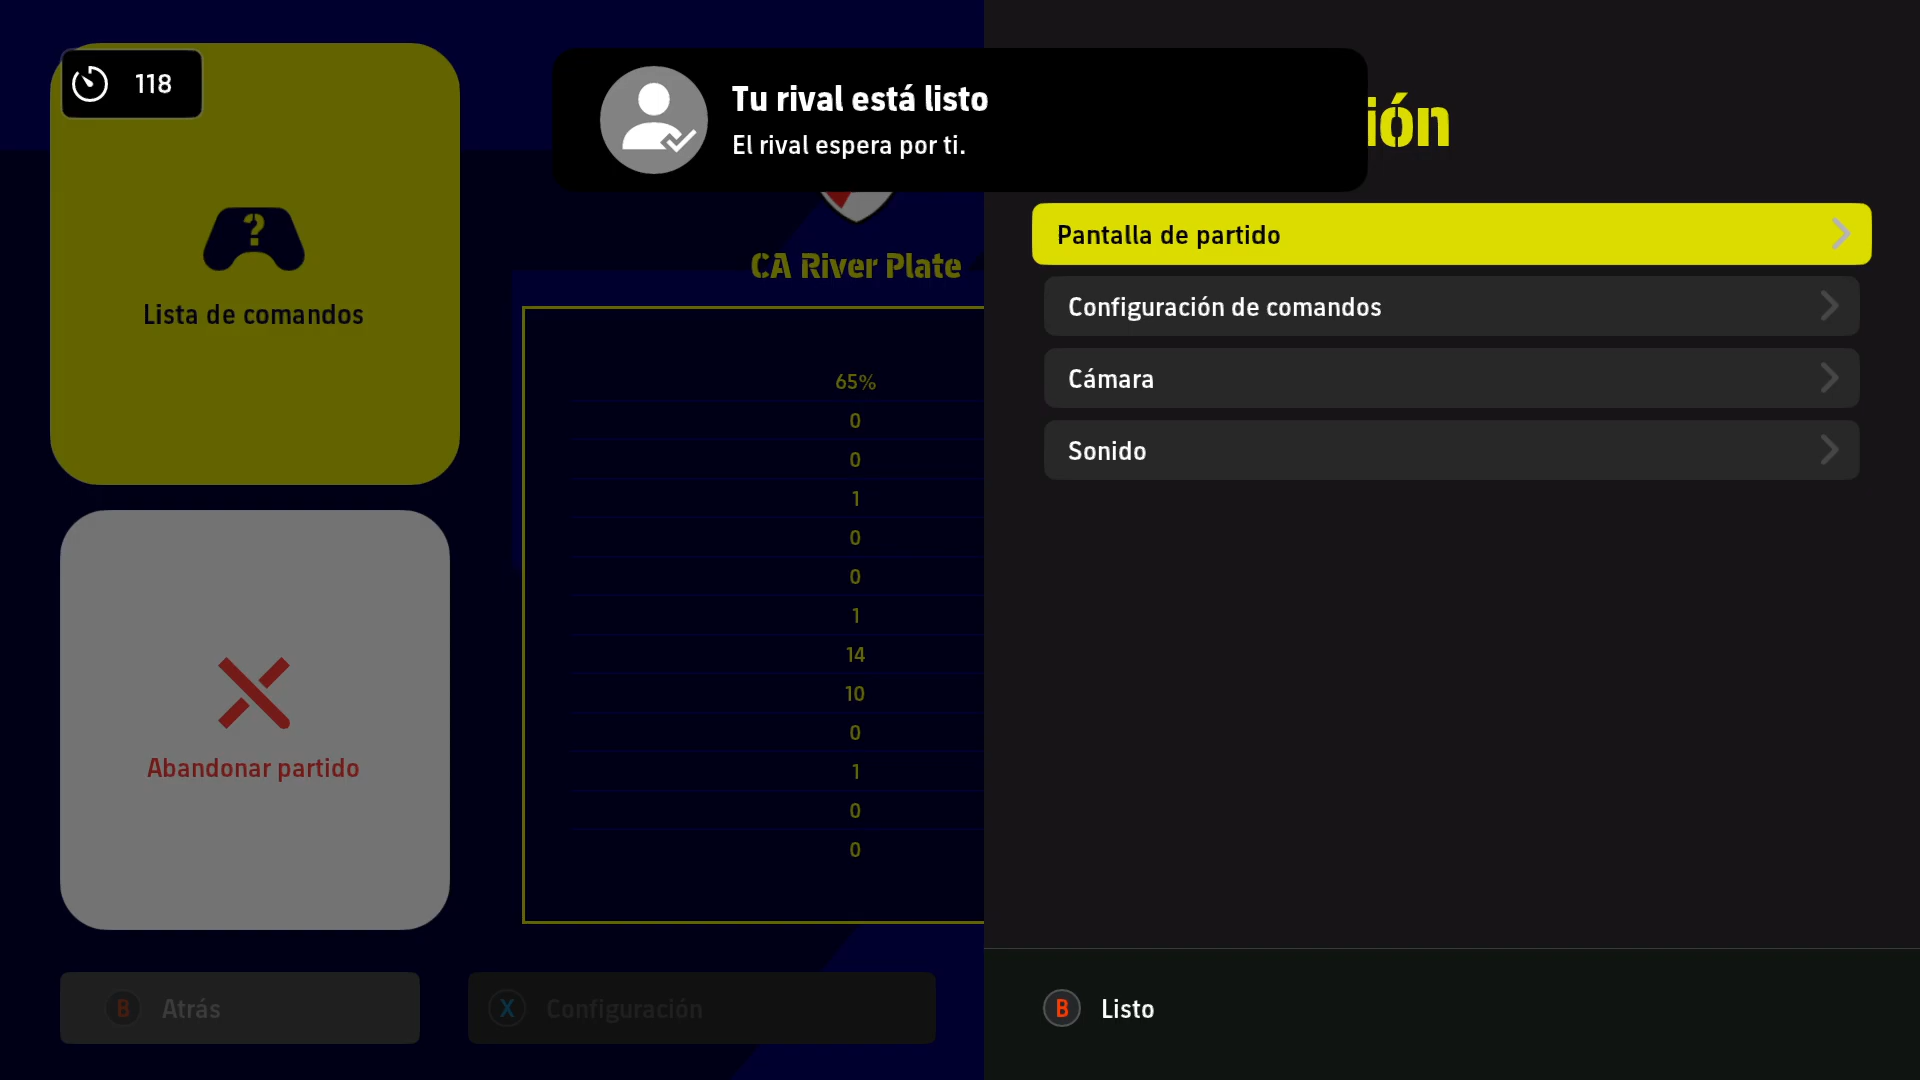 118
Lista de comandos
Abandonar partido
B Atrás
X Configuración
Tu rival está listo
El rival espera por ti.
CA River Plate
65%
0
0
1
0
0
1
14
10
0
1
0
0
ión
Pantalla de partido
Configuración de comandos
Cámara
Sonido
B Listo